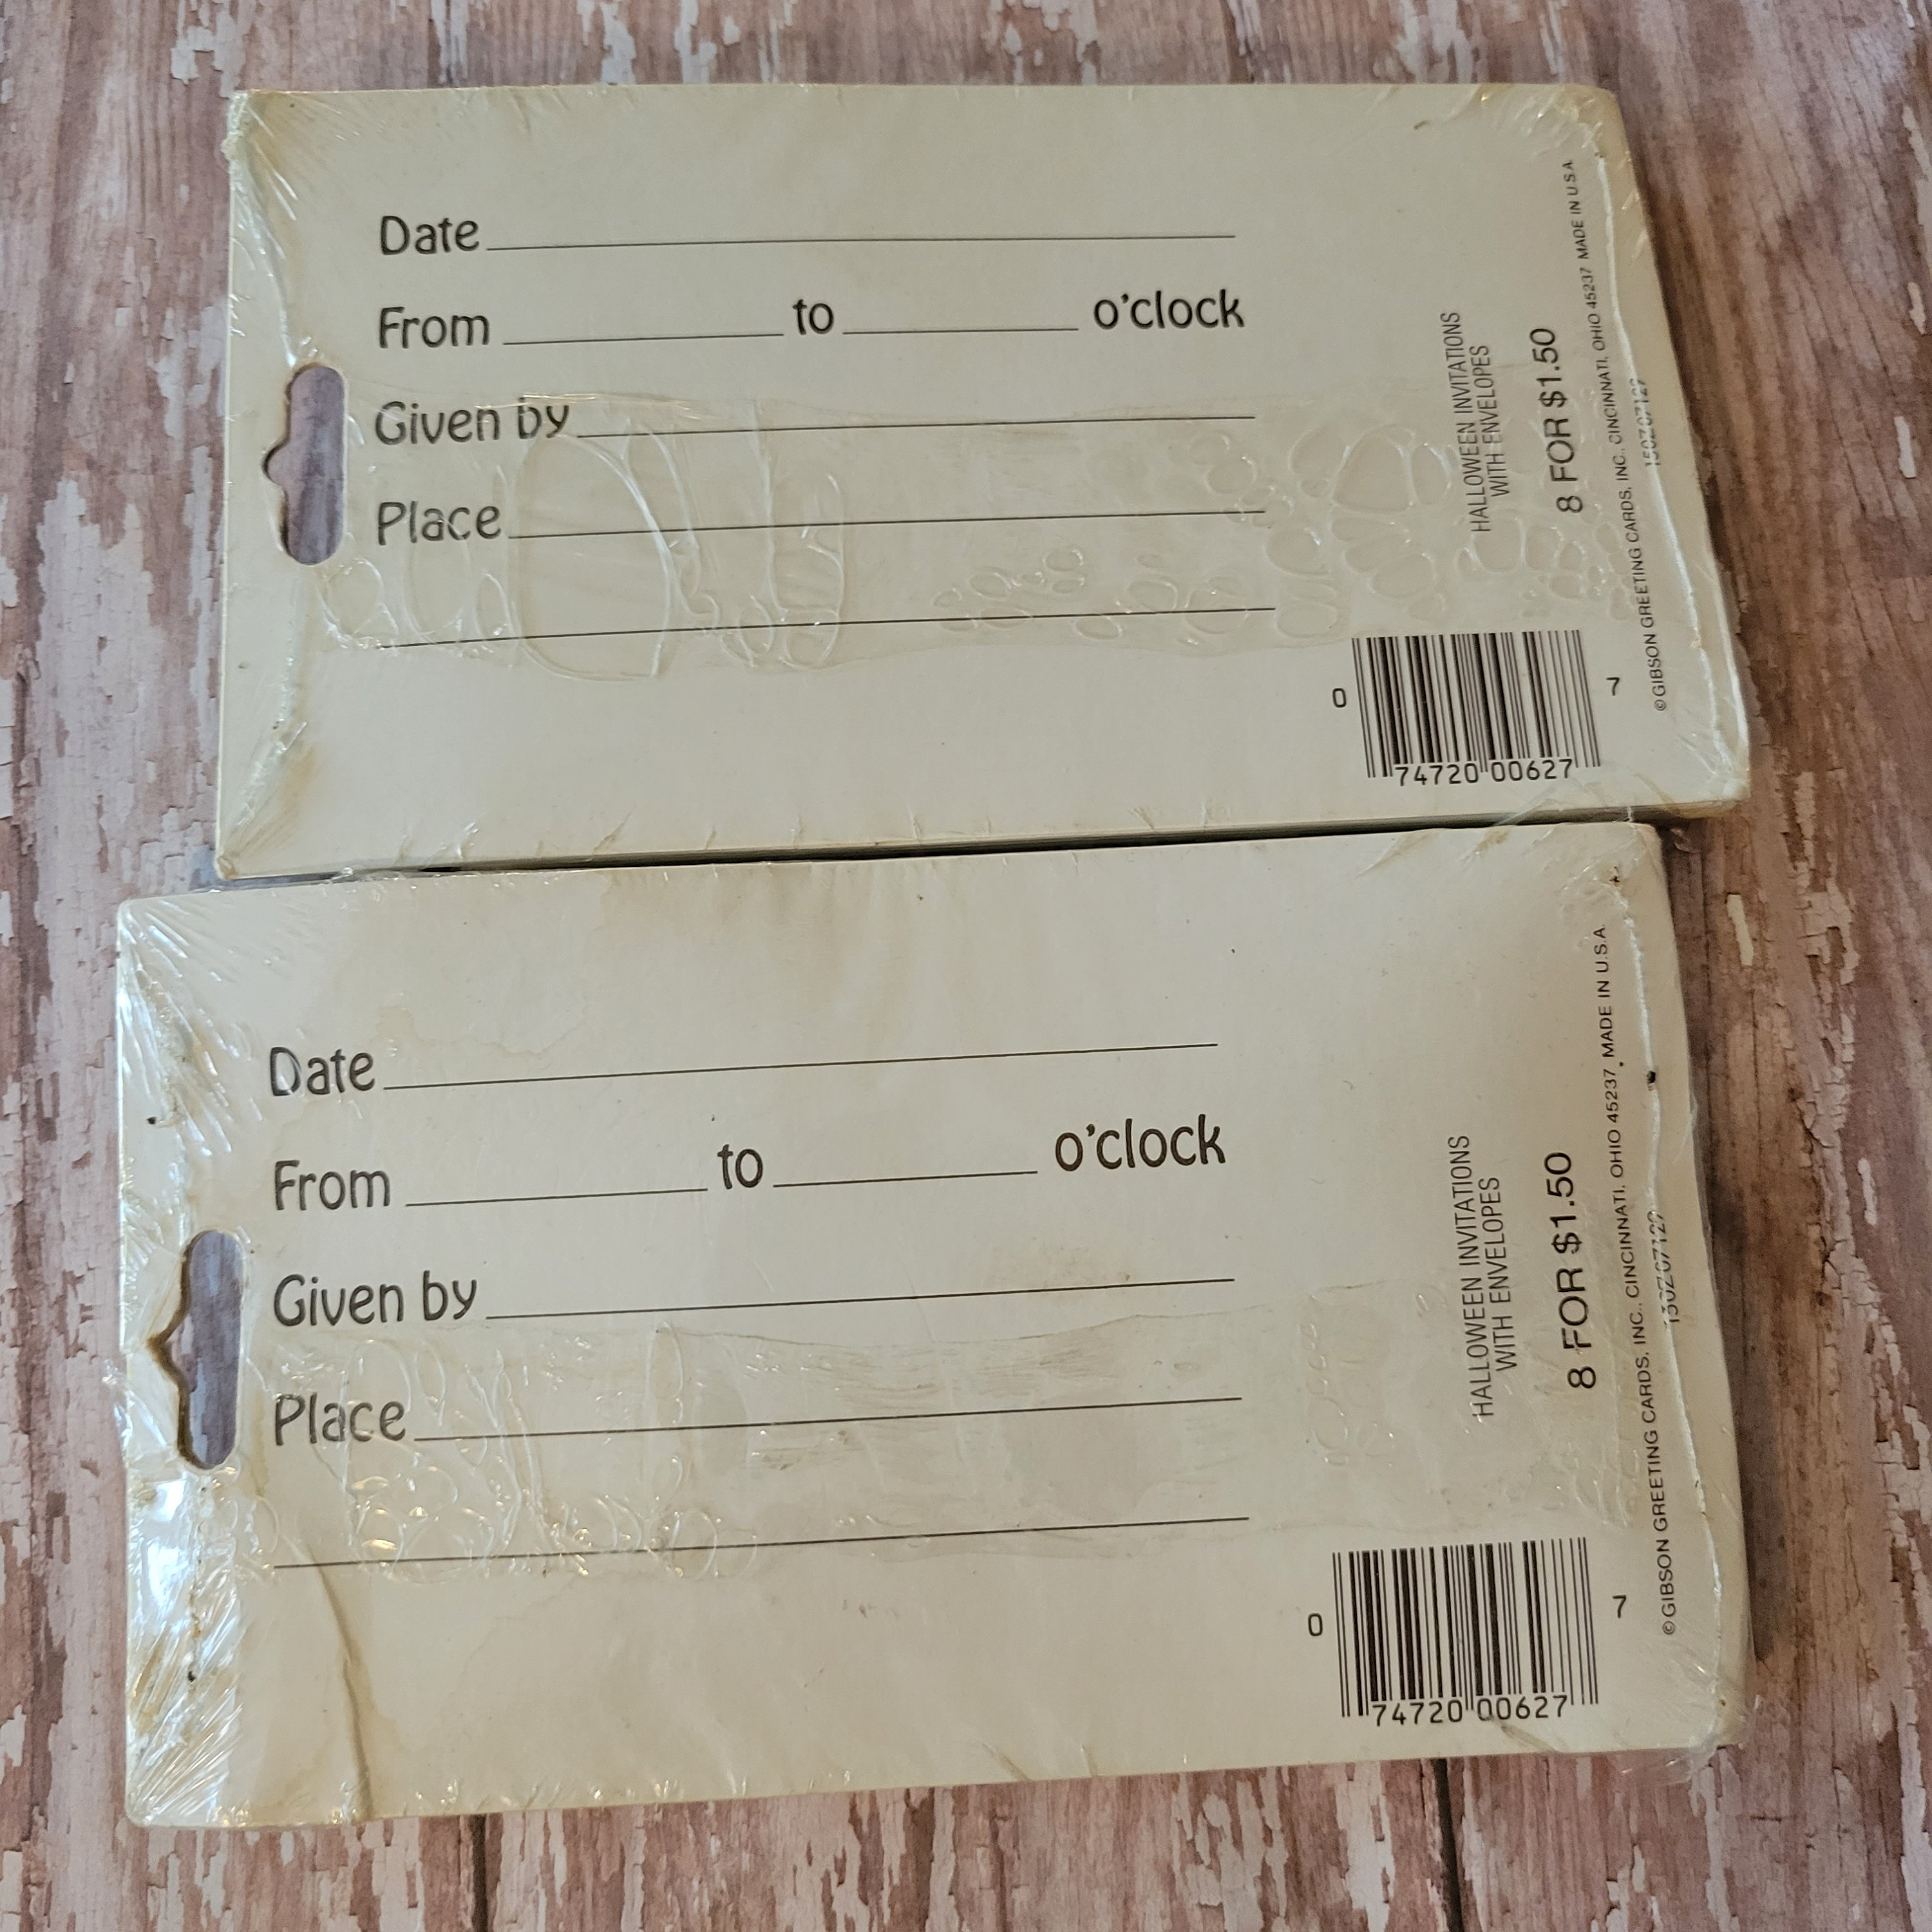 Date
From to o'clock
Given by
Place
HALLOWEEN INVITATIONS
WITH ENVELOPES
8 FOR $1.50
© GIBSON GREETING CARDS, INC., CINCINNATI, OHIO 45237 MADE IN U.S.A.
0 74720 00627 7
Date
From to o'clock
Given by
Place
HALLOWEEN INVITATIONS
WITH ENVELOPES
8 FOR $1.50
© GIBSON GREETING CARDS, INC., CINCINNATI, OHIO 45237, MADE IN U.S.A.
0 74720 00627 7